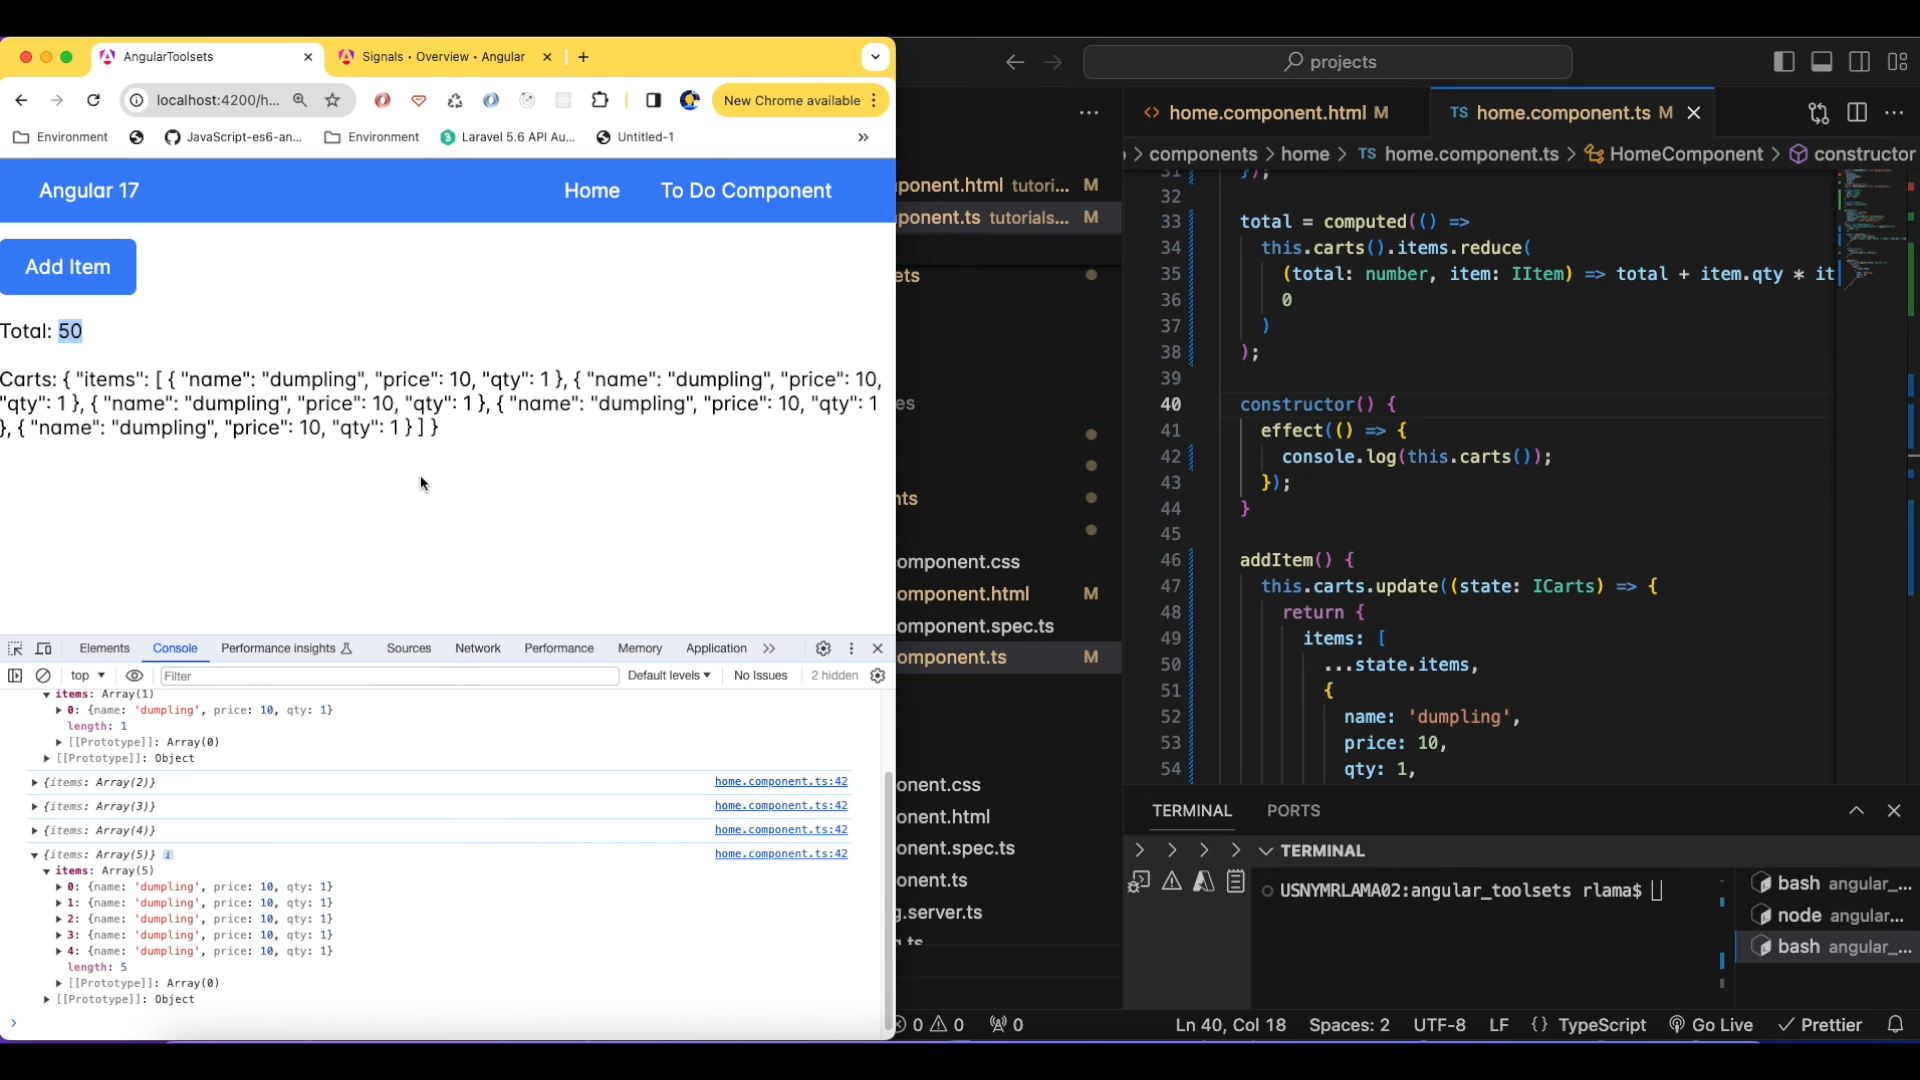 AngularToolsets
Signals • Overview • Angular
localhost:4200/h...
New Chrome available
Environment
JavaScript-es6-an...
Environment
Laravel 5.6 API Au...
Untitled-1
»
Angular 17
Home
To Do Component
Add Item
Total: 50
Carts: { "items": [ { "name": "dumpling", "price": 10, "qty": 1 }, { "name": "dumpling", "price": 10,
"qty": 1 }, { "name": "dumpling", "price": 10, "qty": 1 }, { "name": "dumpling", "price": 10, "qty": 1
}, { "name": "dumpling", "price": 10, "qty": 1 } ] }
Elements
Console
Performance insights
Sources
Network
Performance
Memory
Application
»
top
Filter
Default levels
No Issues
2 hidden
items: Array(1)
0: {name: 'dumpling', price: 10, qty: 1}
length: 1
[[Prototype]]: Array(0)
[[Prototype]]: Object
{items: Array(2)} home.component.ts:42
{items: Array(3)} home.component.ts:42
{items: Array(4)} home.component.ts:42
{items: Array(5)} i home.component.ts:42
items: Array(5)
0: {name: 'dumpling', price: 10, qty: 1}
1: {name: 'dumpling', price: 10, qty: 1}
2: {name: 'dumpling', price: 10, qty: 1}
3: {name: 'dumpling', price: 10, qty: 1}
4: {name: 'dumpling', price: 10, qty: 1}
length: 5
[[Prototype]]: Array(0)
[[Prototype]]: Object
projects
ponent.html tutori... M
ponent.ts tutorials... M
ets
es
nts
omponent.css
omponent.html M
omponent.spec.ts
omponent.ts M
onent.css
onent.html
onent.spec.ts
onent.ts
g.server.ts
home.component.html M
TS home.component.ts M
components > home > TS home.component.ts > HomeComponent > constructor
31 });
32
33 total = computed(() =>
34 this.carts().items.reduce(
35 (total: number, item: IItem) => total + item.qty * it
36 0
37 )
38 );
39
40 constructor() {
41 effect(() => {
42 console.log(this.carts());
43 });
44 }
45
46 addItem() {
47 this.carts.update((state: ICarts) => {
48 return {
49 items: [
50 ...state.items,
51 {
52 name: 'dumpling',
53 price: 10,
54 qty: 1,
TERMINAL
PORTS
TERMINAL
USNYMRLAMA02:angular_toolsets rlama$
bash angular_...
node angular...
bash angular_...
0 0
0
Ln 40, Col 18
Spaces: 2
UTF-8
LF
{} TypeScript
Go Live
Prettier